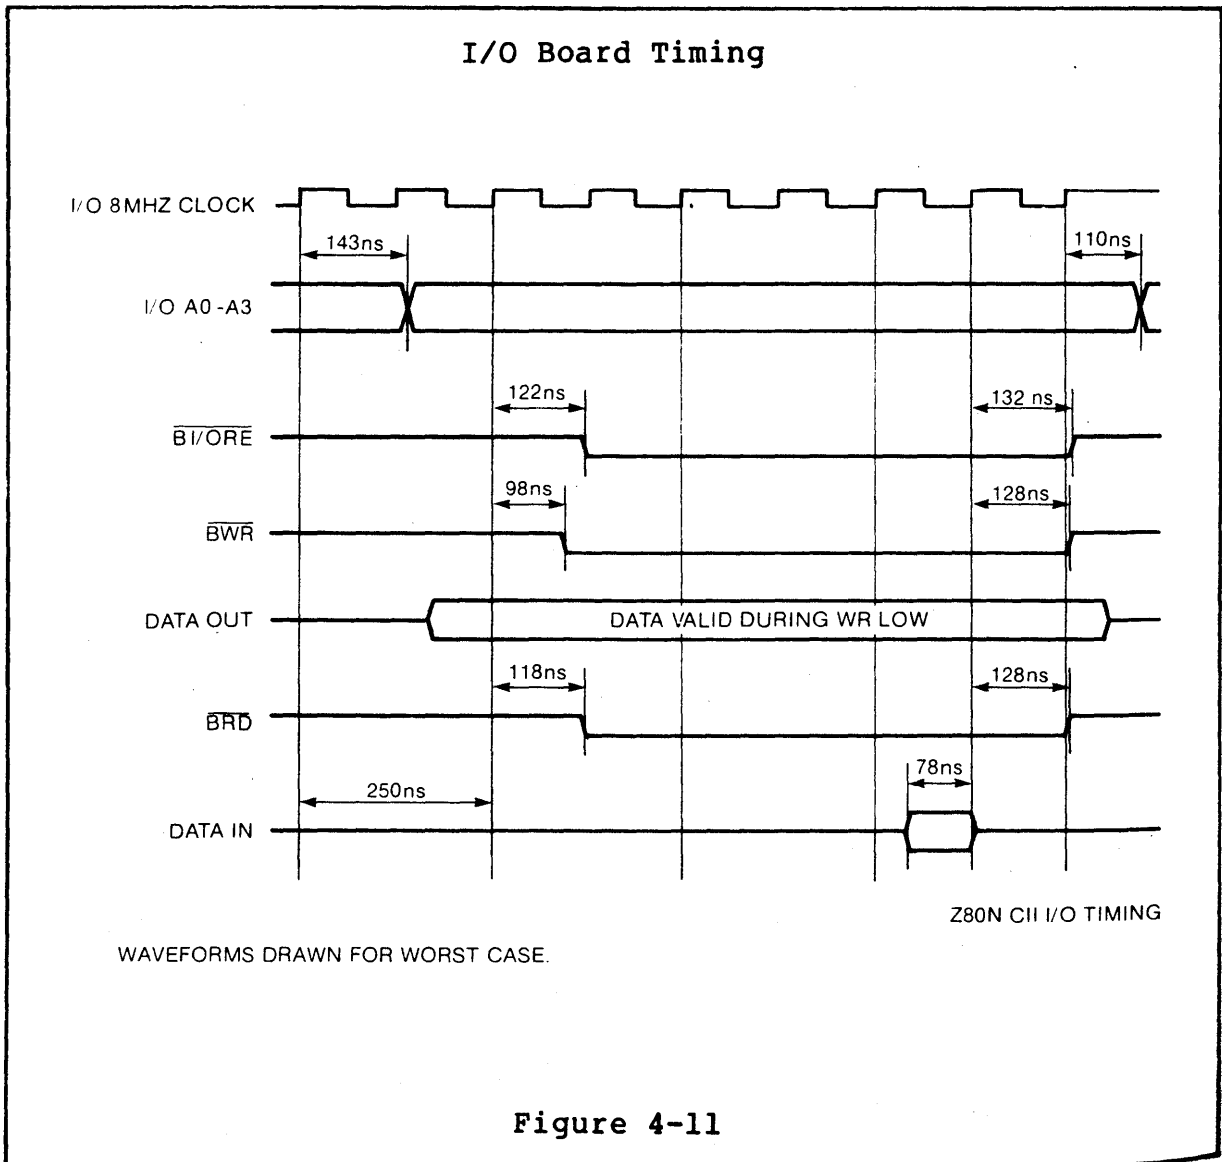 I/O Board Timing
I/O 8MHZ CLOCK
143ns
110ns
I/O A0-A3
122ns
132 ns
BI/ORE
98ns
128ns
BWR
DATA OUT
DATA VALID DURING WR LOW
118ns
128ns
BRD
78ns
250ns
DATA IN
Z80N CII I/O TIMING
WAVEFORMS DRAWN FOR WORST CASE.
Figure 4-11